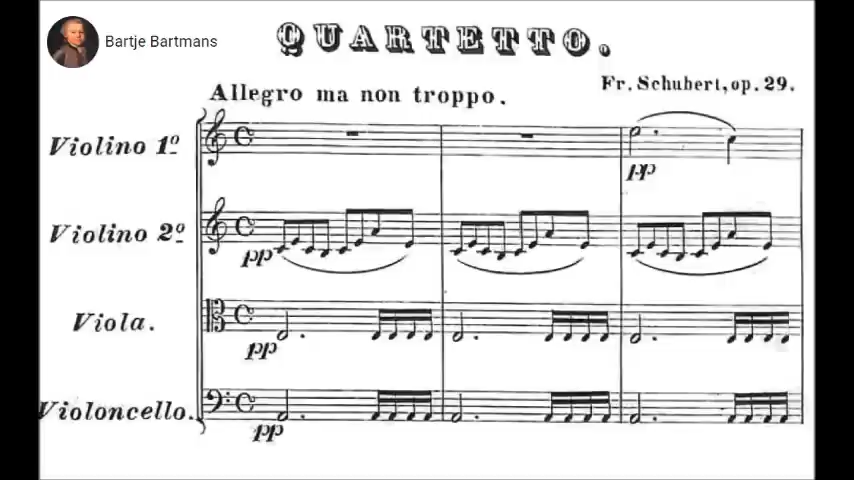 Bartje Bartmans
QUARTETTO.
Fr. Schubert, op. 29.
Allegro ma non troppo.
Violino 1º
pp
Violino 2º
pp
Viola.
pp
Violoncello.
pp